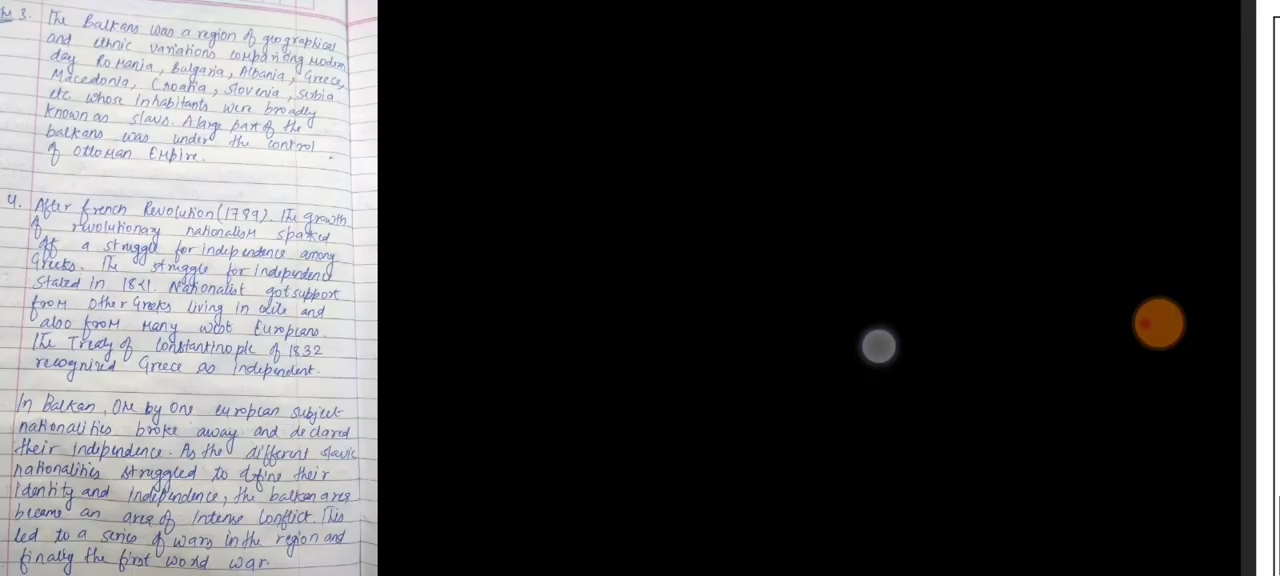 Ans 3. The Balkans was a region of geographical
and ethnic variations comparising modern
day Romania, Bulgaria, Albania, Greece,
Macedonia, Croatia, Slovenia, Serbia
etc whose inhabitants were broadly
known as slavs. A large part of the
balkans was under the control
of Ottoman Empire.
4. After french Revolution (1789). The growth
of revolutionary nationalism sparked
off a struggle for independence among
Greeks. The struggle for independence
stated in 1821. Nationalist got support
from other Greeks living in exile and
also from many west Europeans.
The Treaty of Constantinople of 1832
recognized Greece as independent.
In Balkan, One by One european subject
nationalities broke away and declared
their independence. As the different slavic
nationalities struggled to define their
identity and independence, the balkan area
became an area of intense conflict. This
led to a series of wars in the region and
finally the first world war.